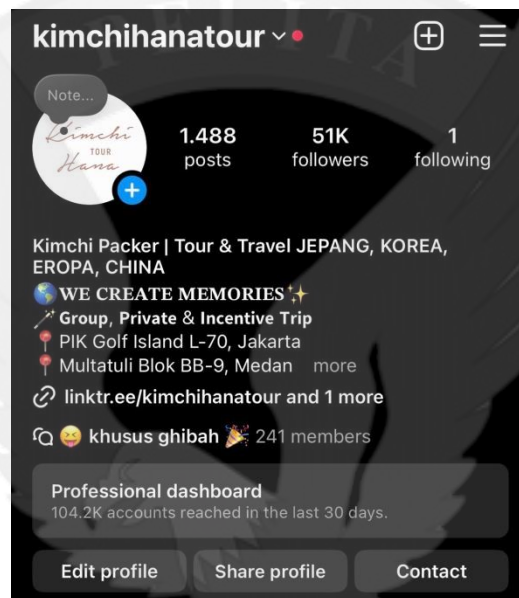 kimchihanatour
Note...
Kimchi
TOUR
Hana
1.488 51K 1
posts followers following
Kimchi Packer | Tour & Travel JEPANG, KOREA,
EROPA, CHINA
🌎WE CREATE MEMORIES✨
🪄Group, Private & Incentive Trip
📍PIK Golf Island L-70, Jakarta
📍Multatuli Blok BB-9, Medan more
linktr.ee/kimchihanatour and 1 more
😝 khusus ghibah 🎉 241 members
Professional dashboard
104.2K accounts reached in the last 30 days.
Edit profile Share profile Contact
PELITA